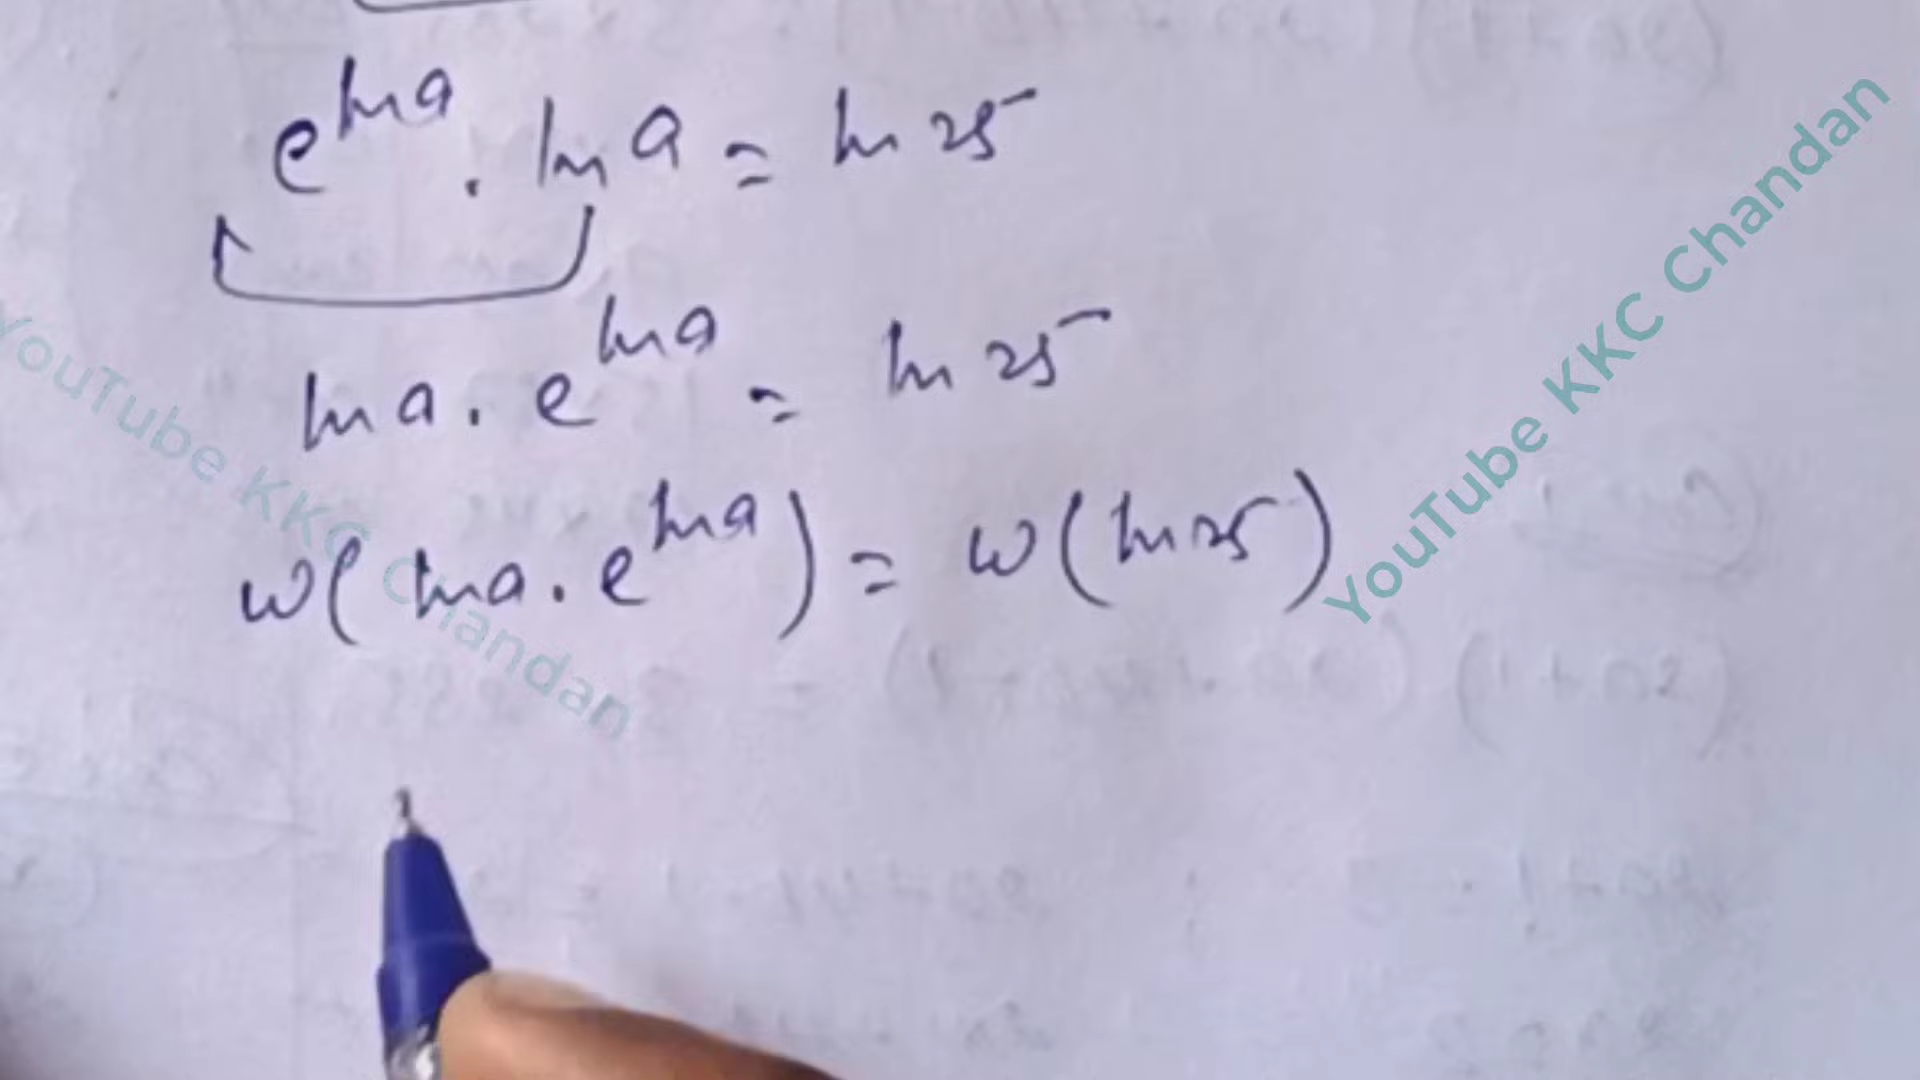 e^{ln a} . ln a = ln 25
ln a . e^{ln a} = ln 25
w( ln a . e^{ln a} ) = w( ln 25 )
YouTube KKC Chandan
YouTube KKC Chandan